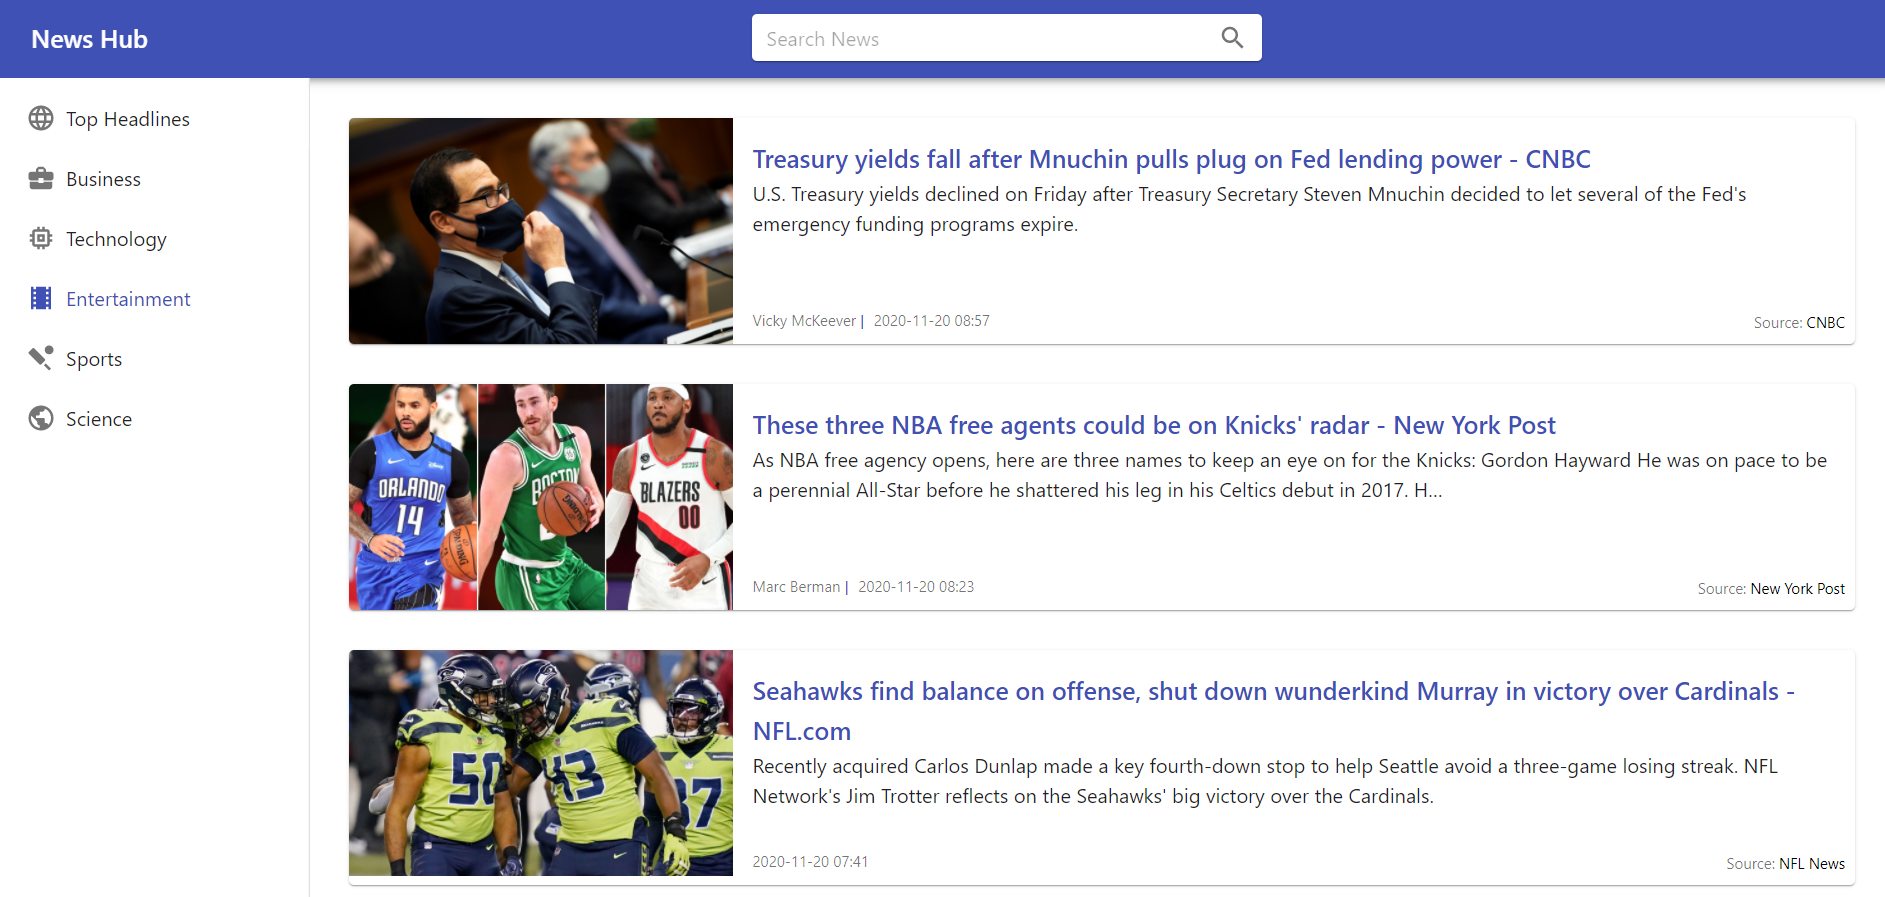 News Hub
Search News
Top Headlines
Business
Technology
Entertainment
Sports
Science
Treasury yields fall after Mnuchin pulls plug on Fed lending power - CNBC
U.S. Treasury yields declined on Friday after Treasury Secretary Steven Mnuchin decided to let several of the Fed's
emergency funding programs expire.
Vicky McKeever | 2020-11-20 08:57
Source: CNBC
ORLANDO
14
BOSTON
SPALDING
BLAZERS
00
These three NBA free agents could be on Knicks' radar - New York Post
As NBA free agency opens, here are three names to keep an eye on for the Knicks: Gordon Hayward He was on pace to be
a perennial All-Star before he shattered his leg in his Celtics debut in 2017. H...
Marc Berman | 2020-11-20 08:23
Source: New York Post
50
43
37
Seahawks find balance on offense, shut down wunderkind Murray in victory over Cardinals -
NFL.com
Recently acquired Carlos Dunlap made a key fourth-down stop to help Seattle avoid a three-game losing streak. NFL
Network's Jim Trotter reflects on the Seahawks' big victory over the Cardinals.
2020-11-20 07:41
Source: NFL News